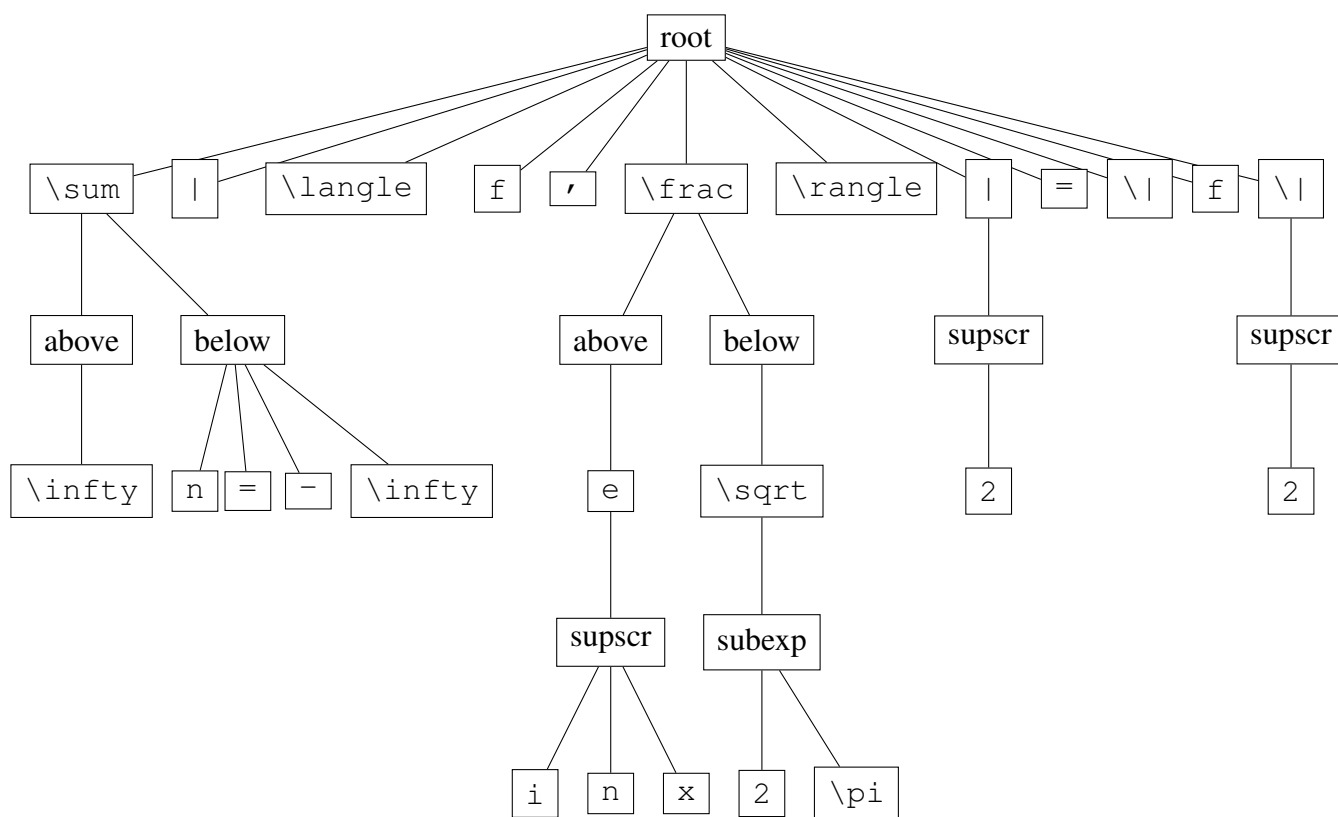 root
\sum | \langle f , \frac \rangle | = \| f \|
above below above below supscr supscr
\infty n = - \infty e \sqrt 2 2
supscr subexp
i n x 2 \pi